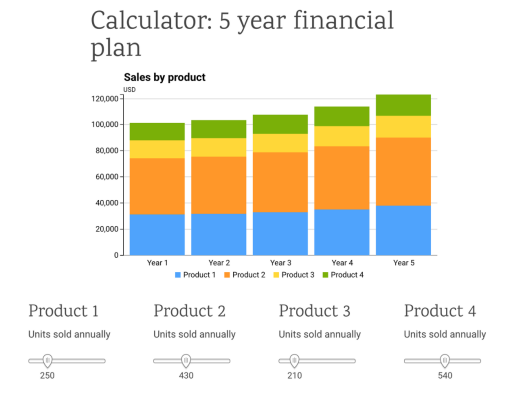 Calculator: 5 year financial
plan
Sales by product
USD
120,000
100,000
80,000
60,000
40,000
20,000
0
Year 1 Year 2 Year 3 Year 4 Year 5
Product 1 Product 2 Product 3 Product 4
Product 1 Product 2 Product 3 Product 4
Units sold annually Units sold annually Units sold annually Units sold annually
250 430 210 540